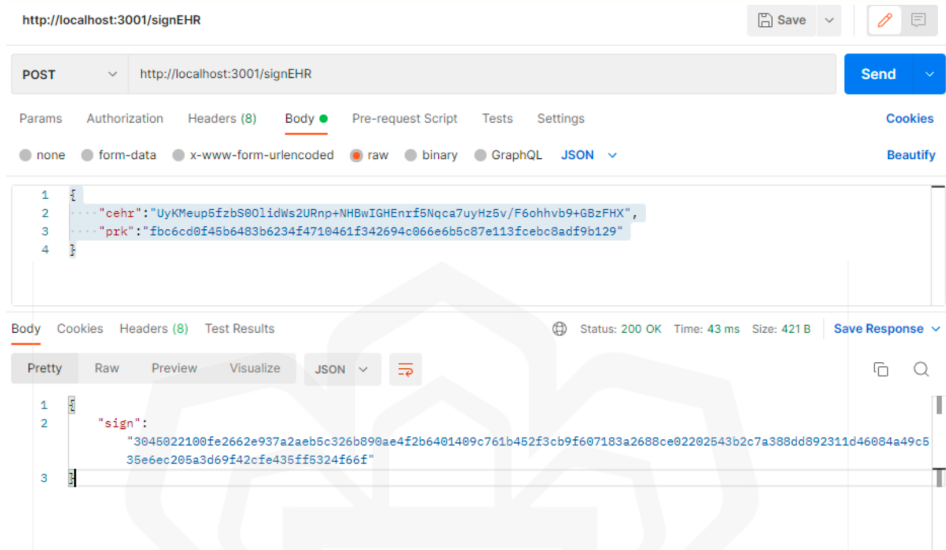 http://localhost:3001/signEHR
Save
POST
http://localhost:3001/signEHR
Send
Params Authorization Headers (8) Body Pre-request Script Tests Settings Cookies
none form-data x-www-form-urlencoded raw binary GraphQL JSON Beautify
1 {
2 "cehr":"UyKMeup5fzbS0OlidWs2URnp+NHBwIGHEnrf5Nqca7uyHz5v/F6ohhvb9+GBzFHX",
3 "prk":"fbc6cd0f45b6483b6234f4710461f342694c066e6b5c87e113fcebc8adf9b129"
4 }
Body Cookies Headers (8) Test Results Status: 200 OK Time: 43 ms Size: 421 B Save Response
Pretty Raw Preview Visualize JSON
1 {
2 "sign":
"3045022100fe2662e937a2aeb5c326b890ae4f2b6401409c761b452f3cb9f607183a2688ce02202543b2c7a388dd892311d46084a49c5
35e6ec205a3d69f42cfe435ff5324f66f"
3 }